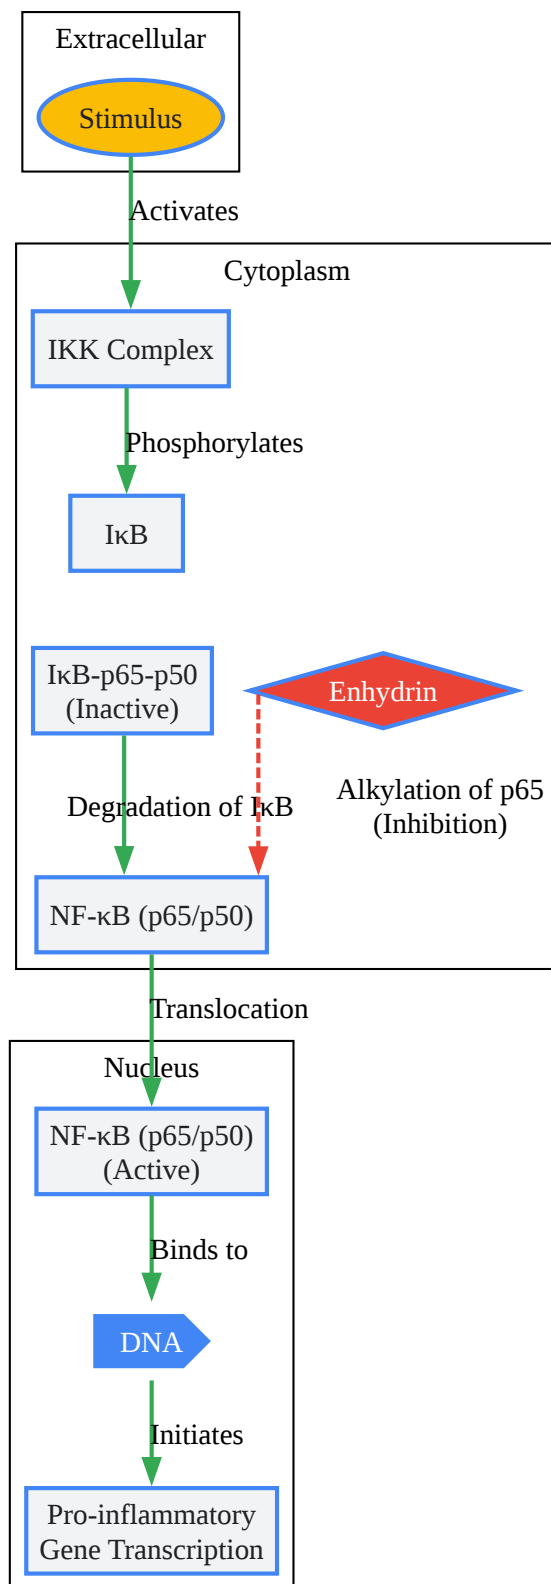 Extracellular
Stimulus
Activates
Cytoplasm
IKK Complex
Phosphorylates
IκB
IκB-p65-p50
(Inactive)
Enhydrin
Degradation of IκB
Alkylation of p65
(Inhibition)
NF-κB (p65/p50)
Translocation
Nucleus
NF-κB (p65/p50)
(Active)
Binds to
DNA
Initiates
Pro-inflammatory
Gene Transcription